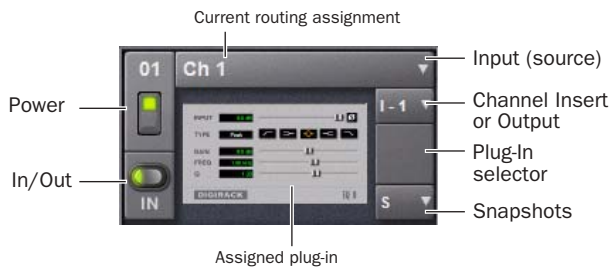 Current routing assignment
01
Ch 1
Input (source)
Power
I - 1
Channel Insert
or Output
INPUT
TYPE
Peak
Plug-In
selector
GAIN
FREQ
Q
In/Out
IN
DIGIRACK
S
Snapshots
Assigned plug-in